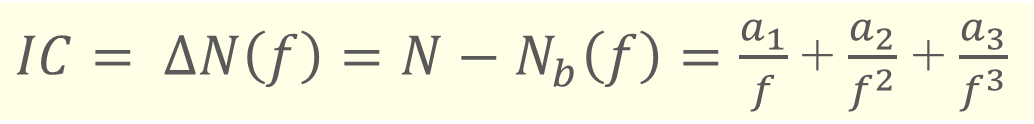 IC = ΔN(f) = N − N_b(f) = a_1/f + a_2/f^2 + a_3/f^3